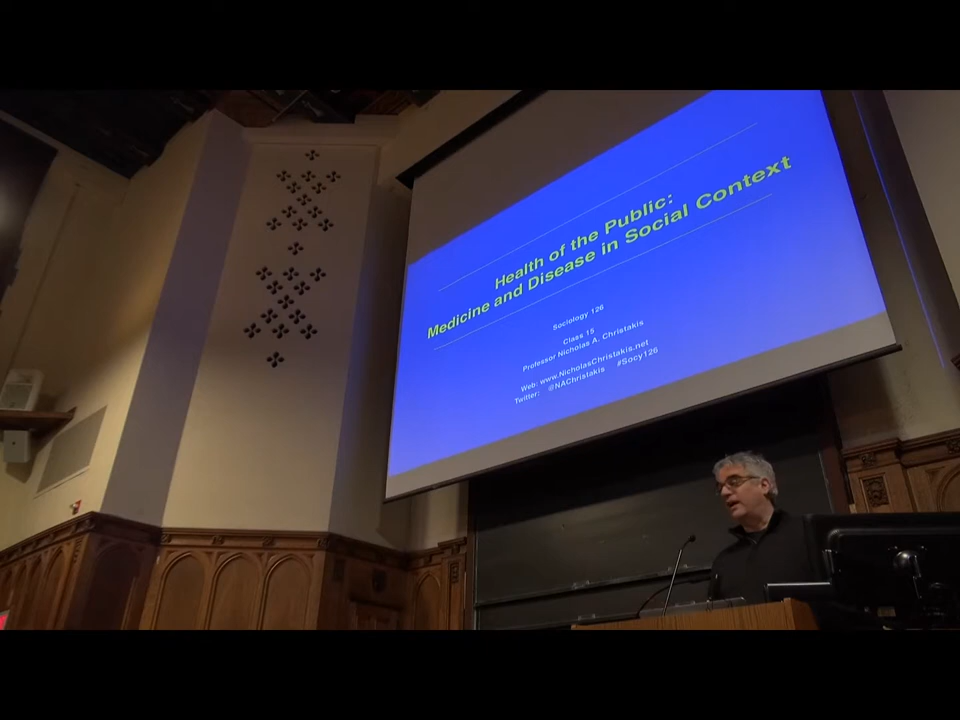 Health of the Public:
Medicine and Disease in Social Context
Sociology 126
Class 15
Professor Nicholas A. Christakis
Web: www.NicholasChristakis.net
Twitter: @NAChristakis #Socy126